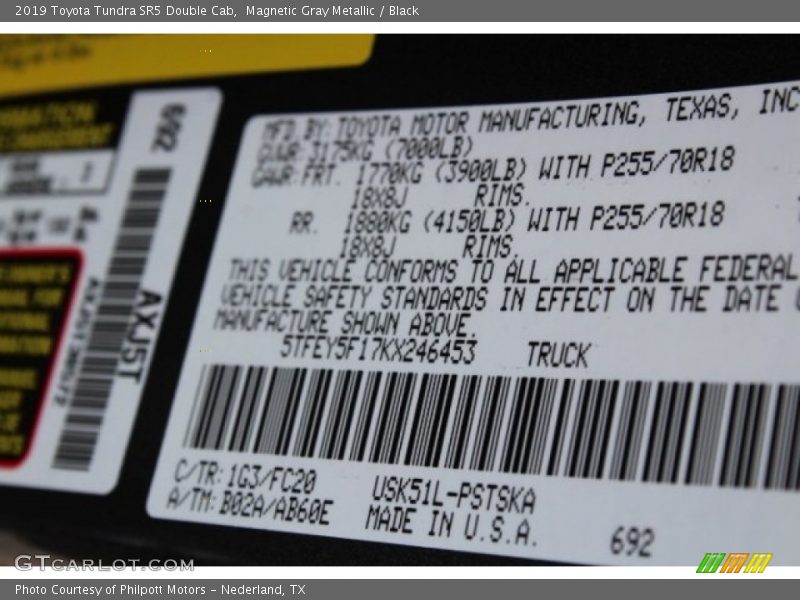 2019 Toyota Tundra SR5 Double Cab,  Magnetic Gray Metallic / Black
692
AXJ5T
MFD. BY: TOYOTA MOTOR MANUFACTURING, TEXAS, INC
GVWR: 3175KG (7000LB)
GAWR: FRT. 1770KG (3900LB) WITH P255/70R18
18X8J RIMS.
RR. 1880KG (4150LB) WITH P255/70R18
18X8J RIMS.
THIS VEHICLE CONFORMS TO ALL APPLICABLE FEDERAL
VEHICLE SAFETY STANDARDS IN EFFECT ON THE DATE
MANUFACTURE SHOWN ABOVE.
5TFEY5F17KX246453 TRUCK
C/TR: 1G3/FC20 USK51L-PSTSKA
A/TM: B02A/AB60E MADE IN U.S.A. 692
GTCARLOT.COM
Photo Courtesy of Philpott Motors - Nederland, TX